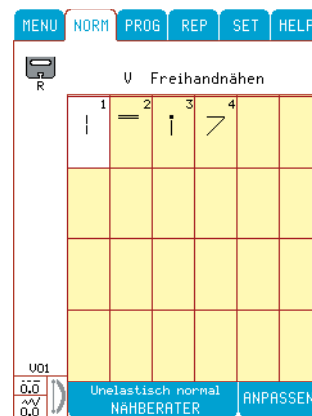 MENU NORM PROG REP SET HELP
R
V Freihandnähen
1 2 3 4
V01
0.0
0.0
Unelastisch normal
NÄHBERATER
ANPASSEN